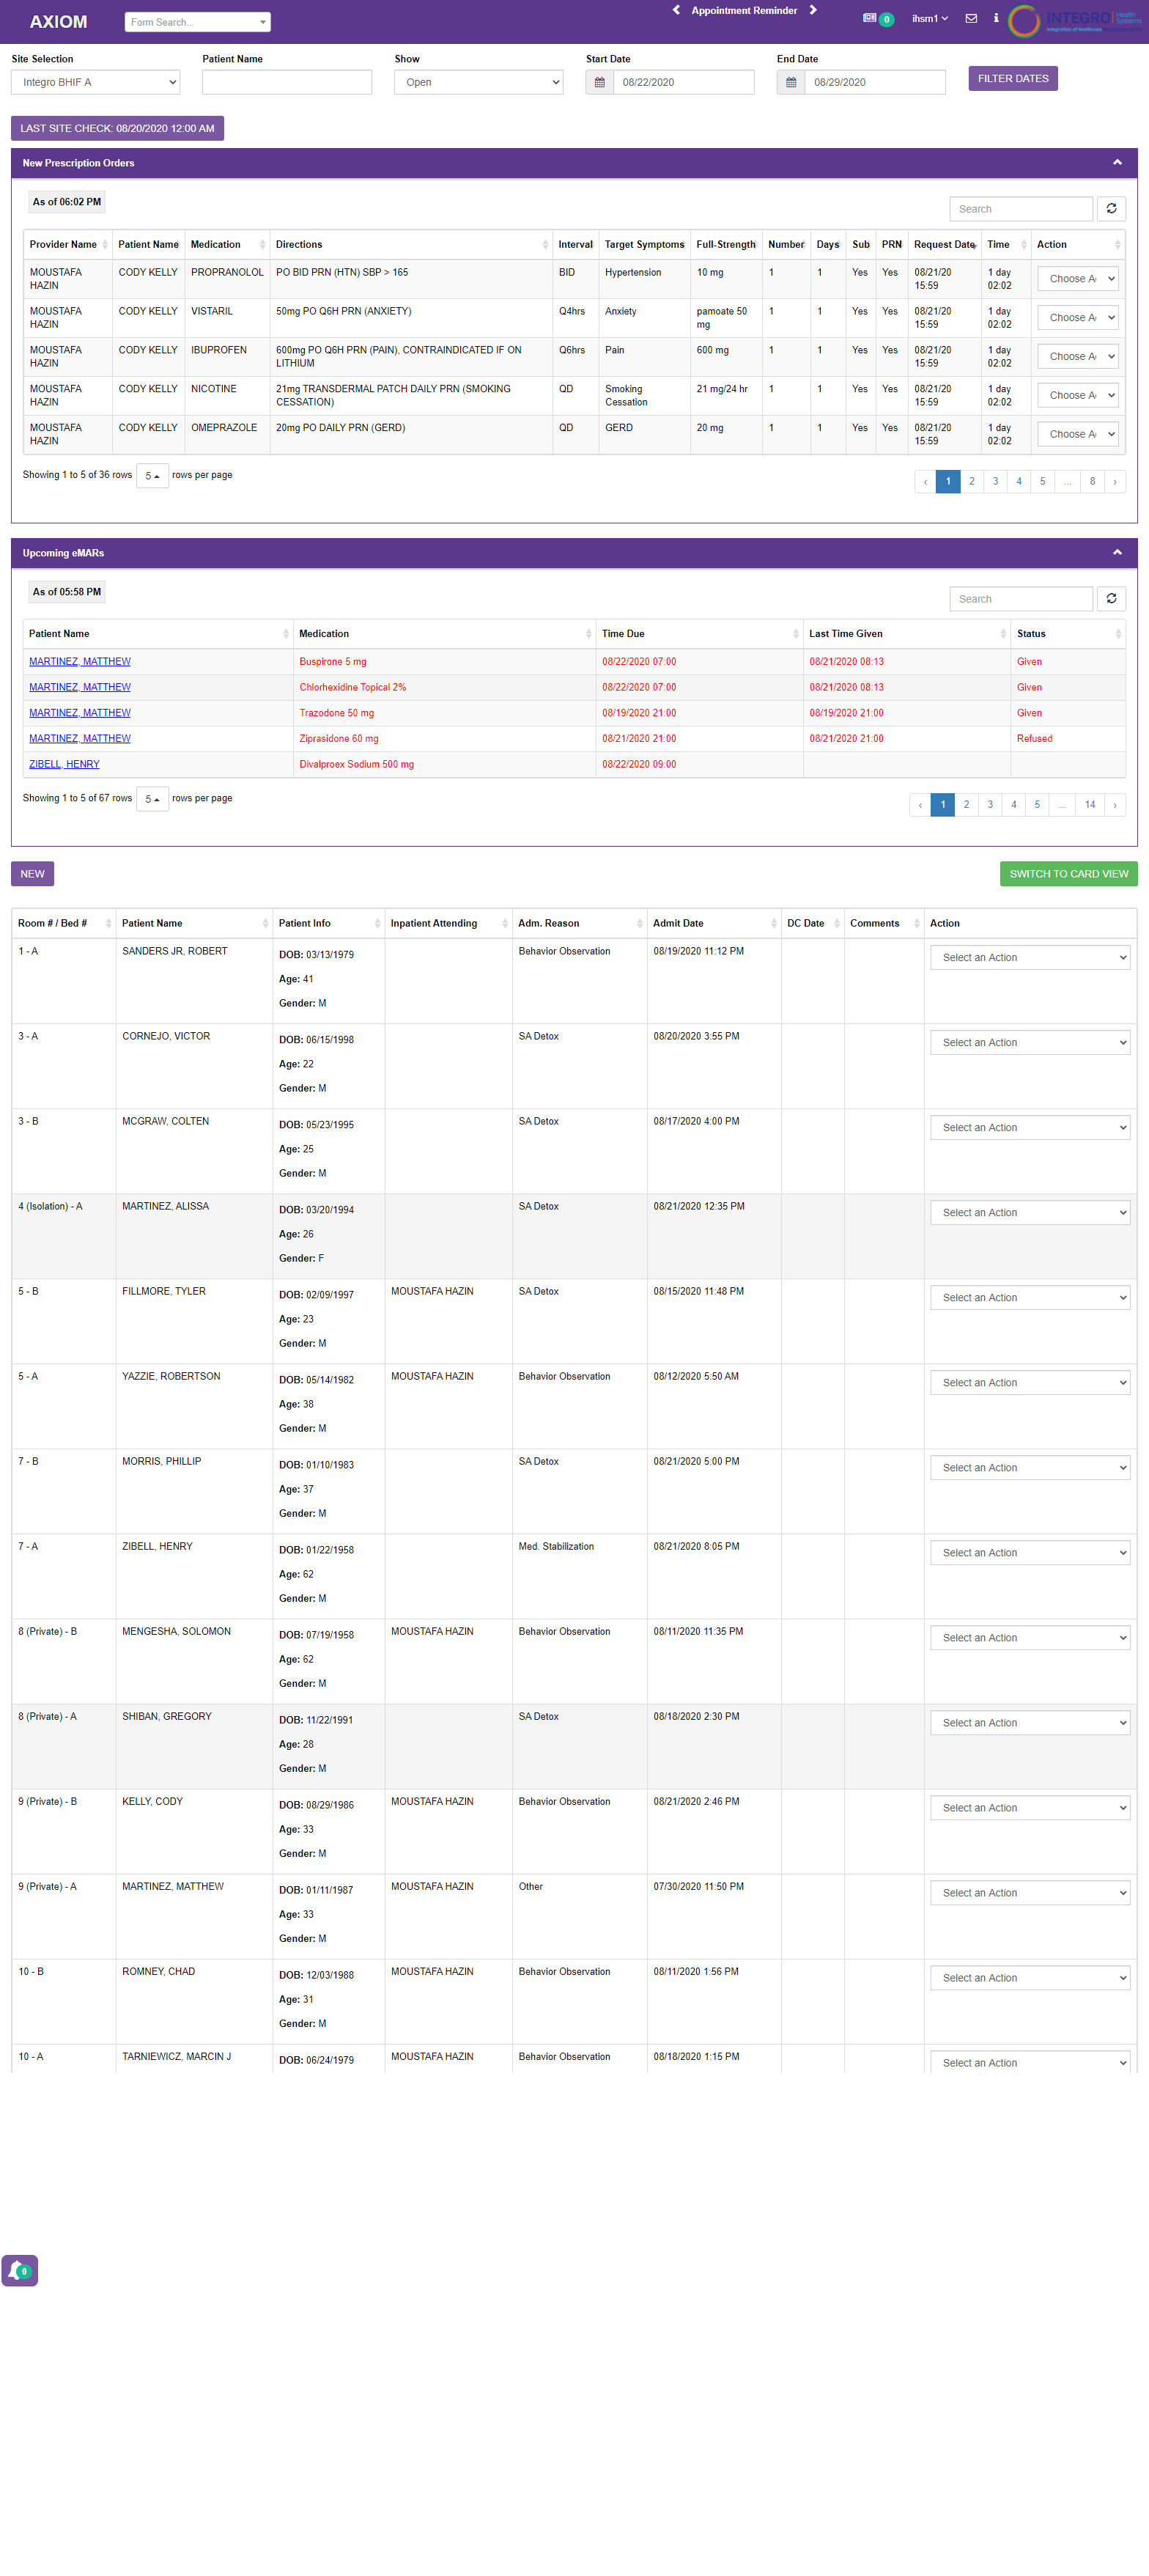 AXIOM Form Search... Appointment Reminder 0 ihsrn1 INTEGRO Health Systems
Site Selection Patient Name Show Start Date End Date
Integro BHIF A Open 08/22/2020 08/29/2020 FILTER DATES
LAST SITE CHECK: 08/20/2020 12:00 AM
New Prescription Orders
As of 06:02 PM
Search
Provider Name Patient Name Medication Directions Interval Target Symptoms Full-Strength Number Days Sub PRN Request Date Time Action
MOUSTAFA HAZIN CODY KELLY PROPRANOLOL PO BID PRN (HTN) SBP > 165 BID Hypertension 10 mg 1 1 Yes Yes 08/21/20 15:59 1 day 02:02 Choose A
MOUSTAFA HAZIN CODY KELLY VISTARIL 50mg PO Q6H PRN (ANXIETY) Q4hrs Anxiety pamoate 50 mg 1 1 Yes Yes 08/21/20 15:59 1 day 02:02 Choose A
MOUSTAFA HAZIN CODY KELLY IBUPROFEN 600mg PO Q6H PRN (PAIN), CONTRAINDICATED IF ON LITHIUM Q6hrs Pain 600 mg 1 1 Yes Yes 08/21/20 15:59 1 day 02:02 Choose A
MOUSTAFA HAZIN CODY KELLY NICOTINE 21mg TRANSDERMAL PATCH DAILY PRN (SMOKING CESSATION) QD Smoking Cessation 21 mg/24 hr 1 1 Yes Yes 08/21/20 15:59 1 day 02:02 Choose A
MOUSTAFA HAZIN CODY KELLY OMEPRAZOLE 20mg PO DAILY PRN (GERD) QD GERD 20 mg 1 1 Yes Yes 08/21/20 15:59 1 day 02:02 Choose A
Showing 1 to 5 of 36 rows 5 rows per page ‹ 1 2 3 4 5 ... 8 ›
Upcoming eMARs
As of 05:58 PM
Search
Patient Name Medication Time Due Last Time Given Status
MARTINEZ, MATTHEW Buspirone 5 mg 08/22/2020 07:00 08/21/2020 08:13 Given
MARTINEZ, MATTHEW Chlorhexidine Topical 2% 08/22/2020 07:00 08/21/2020 08:13 Given
MARTINEZ, MATTHEW Trazodone 50 mg 08/19/2020 21:00 08/19/2020 21:00 Given
MARTINEZ, MATTHEW Ziprasidone 60 mg 08/21/2020 21:00 08/21/2020 21:00 Refused
ZIBELL, HENRY Divalproex Sodium 500 mg 08/22/2020 09:00
Showing 1 to 5 of 67 rows 5 rows per page ‹ 1 2 3 4 5 ... 14 ›
NEW SWITCH TO CARD VIEW
Room # / Bed # Patient Name Patient Info Inpatient Attending Adm. Reason Admit Date DC Date Comments Action
1 - A SANDERS JR, ROBERT DOB: 03/13/1979 Behavior Observation 08/19/2020 11:12 PM Select an Action
Age: 41
Gender: M
3 - A CORNEJO, VICTOR DOB: 06/15/1998 SA Detox 08/20/2020 3:55 PM Select an Action
Age: 22
Gender: M
3 - B MCGRAW, COLTEN DOB: 05/23/1995 SA Detox 08/17/2020 4:00 PM Select an Action
Age: 25
Gender: M
4 (Isolation) - A MARTINEZ, ALISSA DOB: 03/20/1994 SA Detox 08/21/2020 12:35 PM Select an Action
Age: 26
Gender: F
5 - B FILLMORE, TYLER DOB: 02/09/1997 MOUSTAFA HAZIN SA Detox 08/15/2020 11:48 PM Select an Action
Age: 23
Gender: M
5 - A YAZZIE, ROBERTSON DOB: 05/14/1982 MOUSTAFA HAZIN Behavior Observation 08/12/2020 5:50 AM Select an Action
Age: 38
Gender: M
7 - B MORRIS, PHILLIP DOB: 01/10/1983 SA Detox 08/21/2020 5:00 PM Select an Action
Age: 37
Gender: M
7 - A ZIBELL, HENRY DOB: 01/22/1958 Med. Stabilization 08/21/2020 8:05 PM Select an Action
Age: 62
Gender: M
8 (Private) - B MENGESHA, SOLOMON DOB: 07/19/1958 MOUSTAFA HAZIN Behavior Observation 08/11/2020 11:35 PM Select an Action
Age: 62
Gender: M
8 (Private) - A SHIBAN, GREGORY DOB: 11/22/1991 SA Detox 08/18/2020 2:30 PM Select an Action
Age: 28
Gender: M
9 (Private) - B KELLY, CODY DOB: 08/29/1986 MOUSTAFA HAZIN Behavior Observation 08/21/2020 2:46 PM Select an Action
Age: 33
Gender: M
9 (Private) - A MARTINEZ, MATTHEW DOB: 01/11/1987 MOUSTAFA HAZIN Other 07/30/2020 11:50 PM Select an Action
Age: 33
Gender: M
10 - B ROMNEY, CHAD DOB: 12/03/1988 MOUSTAFA HAZIN Behavior Observation 08/11/2020 1:56 PM Select an Action
Age: 31
Gender: M
10 - A TARNIEWICZ, MARCIN J DOB: 06/24/1979 MOUSTAFA HAZIN Behavior Observation 08/18/2020 1:15 PM Select an Action
0